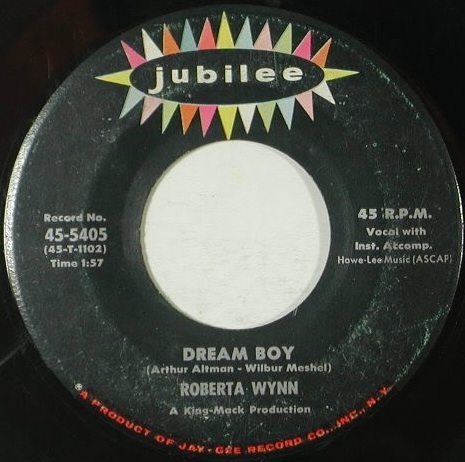 jubilee
Record No.
45-5405
(45-T-1102)
Time 1:57
45 R.P.M.
Vocal with
Inst. Accomp.
Howe-Lee Music (ASCAP)
DREAM BOY
(Arthur Altman - Wilbur Meshel)
ROBERTA WYNN
A King-Mack Production
®A PRODUCT OF JAY-GEE RECORD CO., INC., N.Y.